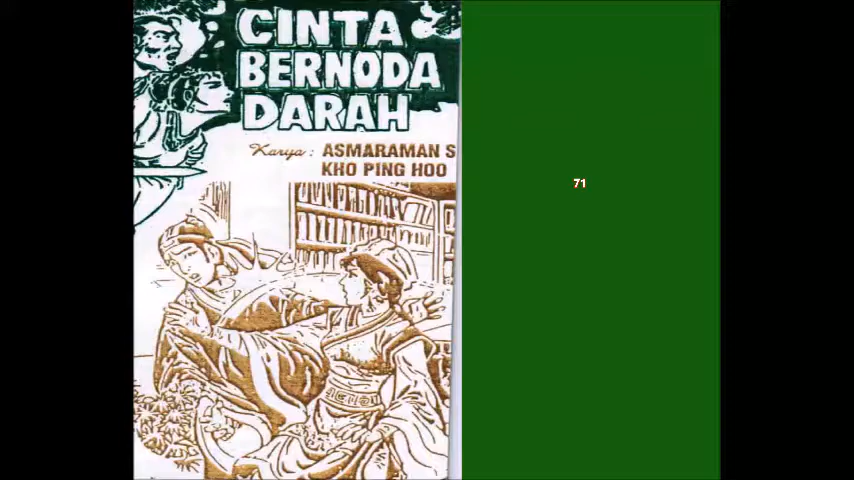 CINTA
BERNODA
DARAH
Karya : ASMARAMAN S
KHO PING HOO
71